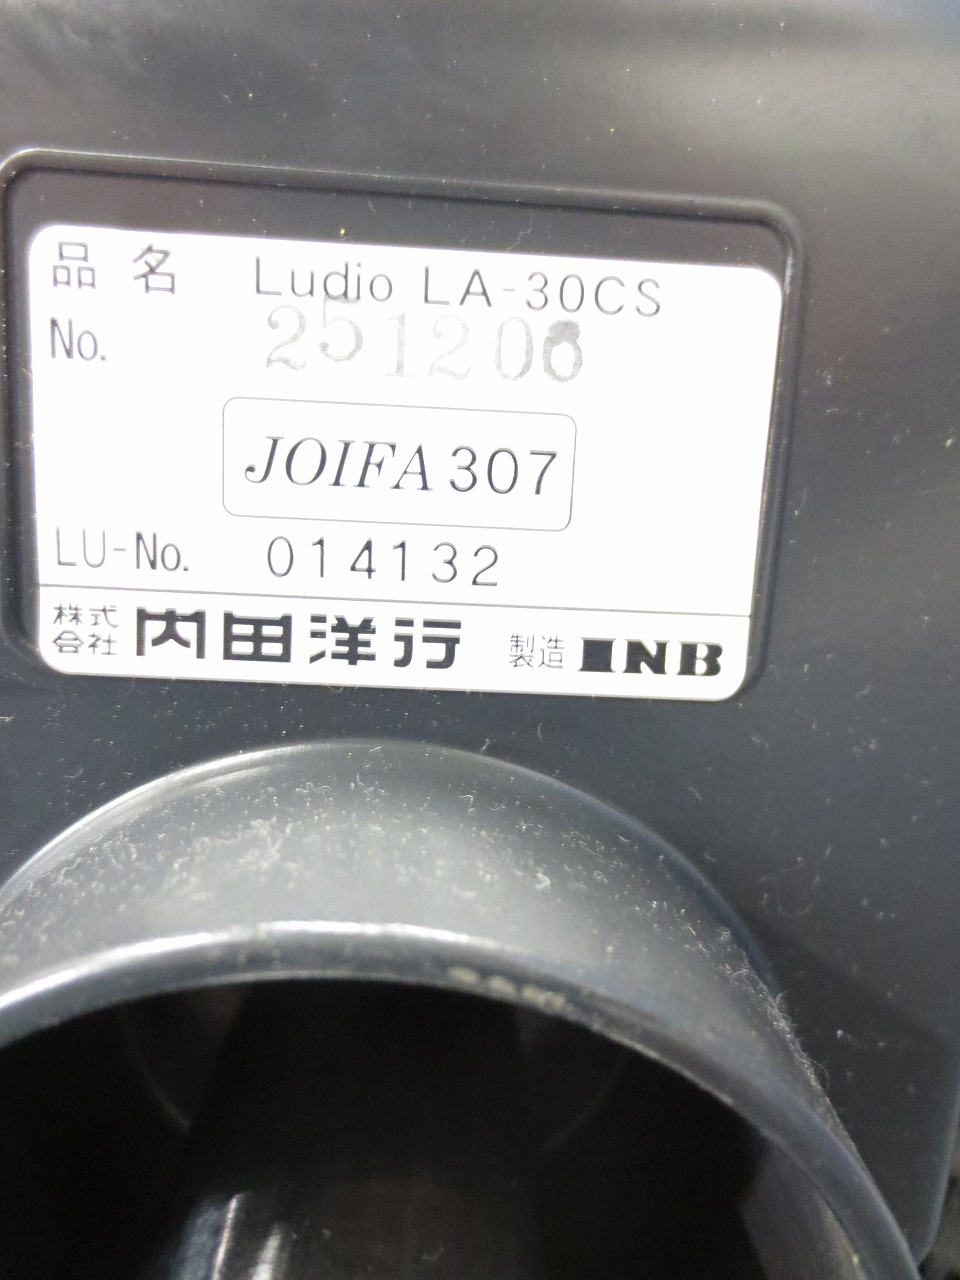 品名 Ludio LA-30CS
No. 251206
JOIFA 307
LU-No. 014132
株式会社 内田洋行 製造 INB